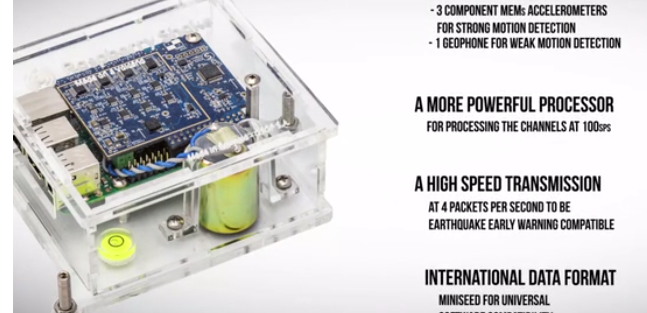 - 3 COMPONENT MEMs ACCELEROMETERS
FOR STRONG MOTION DETECTION
- 1 GEOPHONE FOR WEAK MOTION DETECTION
A MORE POWERFUL PROCESSOR
FOR PROCESSING THE CHANNELS AT 100SPS
A HIGH SPEED TRANSMISSION
AT 4 PACKETS PER SECOND TO BE
EARTHQUAKE EARLY WARNING COMPATIBLE
INTERNATIONAL DATA FORMAT
MINISEED FOR UNIVERSAL